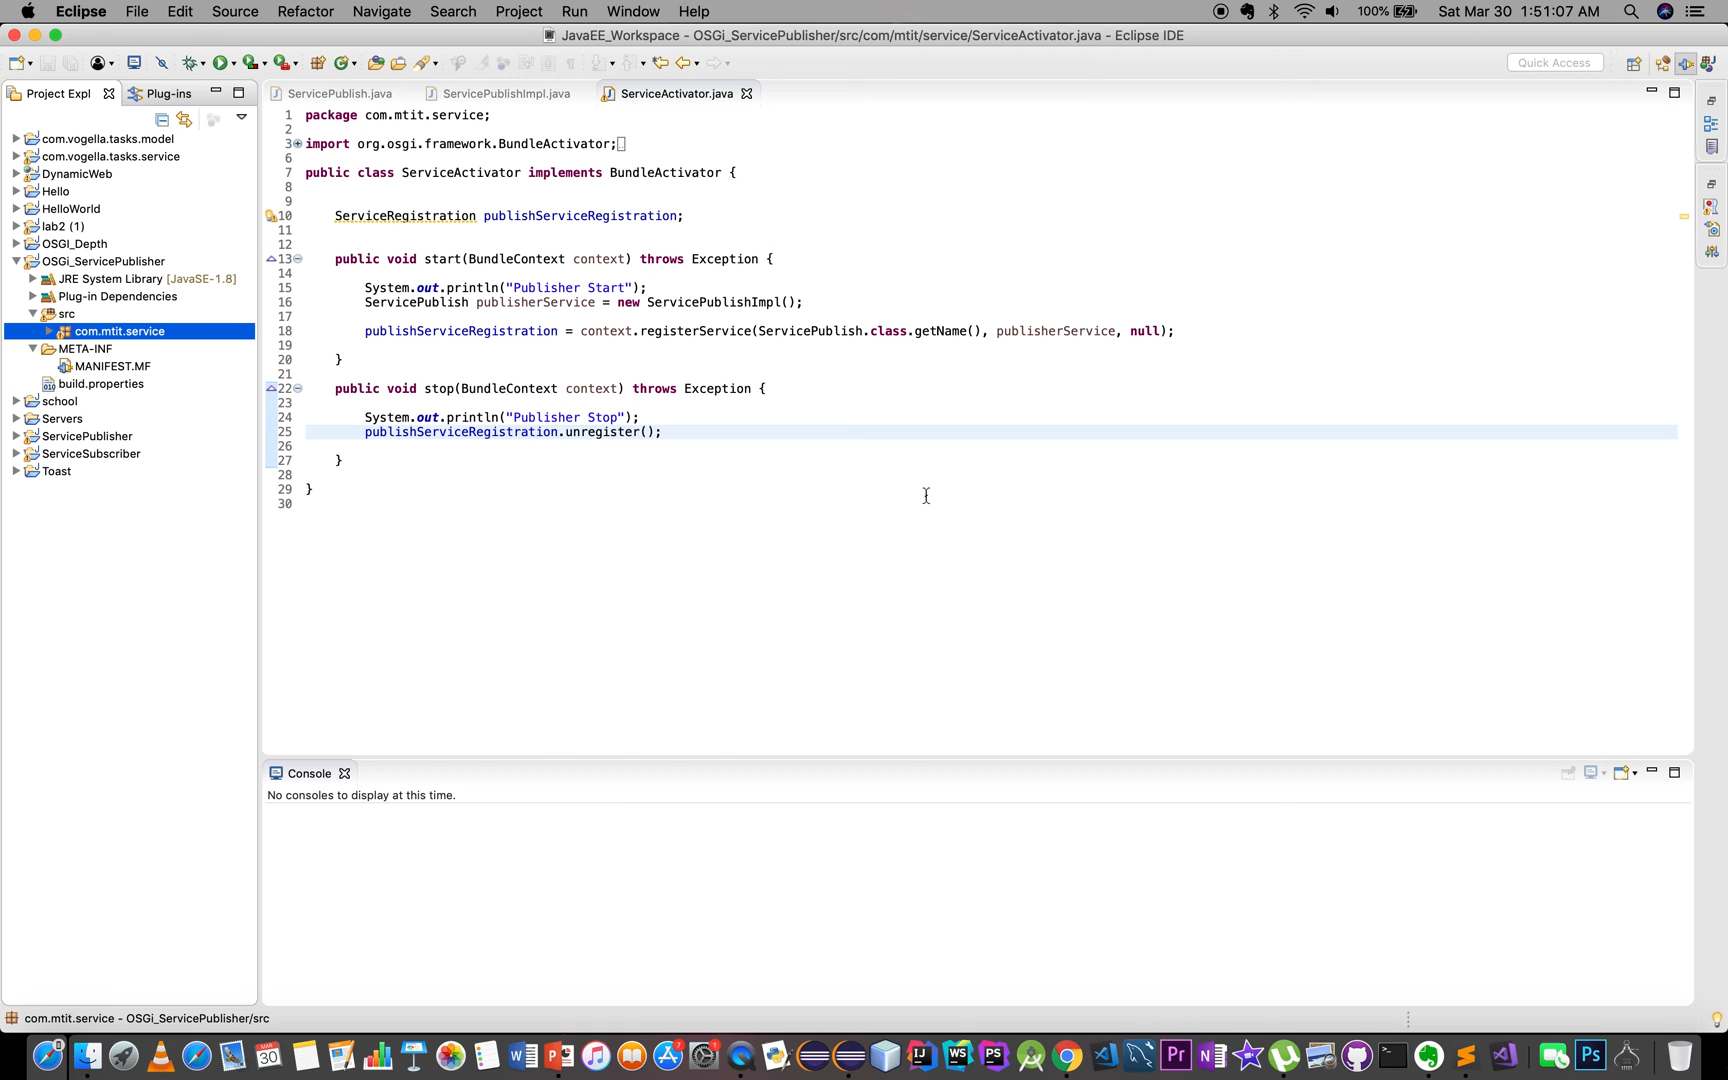 Eclipse File Edit Source Refactor Navigate Search Project Run Window Help 100% Sat Mar 30 1:51:07 AM
JavaEE_Workspace - OSGi_ServicePublisher/src/com/mtit/service/ServiceActivator.java - Eclipse IDE
Quick Access
Project Expl Plug-ins
com.vogella.tasks.model
com.vogella.tasks.service
DynamicWeb
Hello
HelloWorld
lab2 (1)
OSGI_Depth
OSGi_ServicePublisher
JRE System Library [JavaSE-1.8]
Plug-in Dependencies
src
com.mtit.service
META-INF
MANIFEST.MF
build.properties
school
Servers
ServicePublisher
ServiceSubscriber
Toast
ServicePublish.java ServicePublishImpl.java ServiceActivator.java
1 package com.mtit.service;
2
3 import org.osgi.framework.BundleActivator;
6
7 public class ServiceActivator implements BundleActivator {
8
9
10 ServiceRegistration publishServiceRegistration;
11
12
13 public void start(BundleContext context) throws Exception {
14
15 System.out.println("Publisher Start");
16 ServicePublish publisherService = new ServicePublishImpl();
17
18 publishServiceRegistration = context.registerService(ServicePublish.class.getName(), publisherService, null);
19
20 }
21
22 public void stop(BundleContext context) throws Exception {
23
24 System.out.println("Publisher Stop");
25 publishServiceRegistration.unregister();
26
27 }
28
29 }
30
Console
No consoles to display at this time.
com.mtit.service - OSGi_ServicePublisher/src
MAR
30
7
1
IJ
WS
PS
Pr
Ps